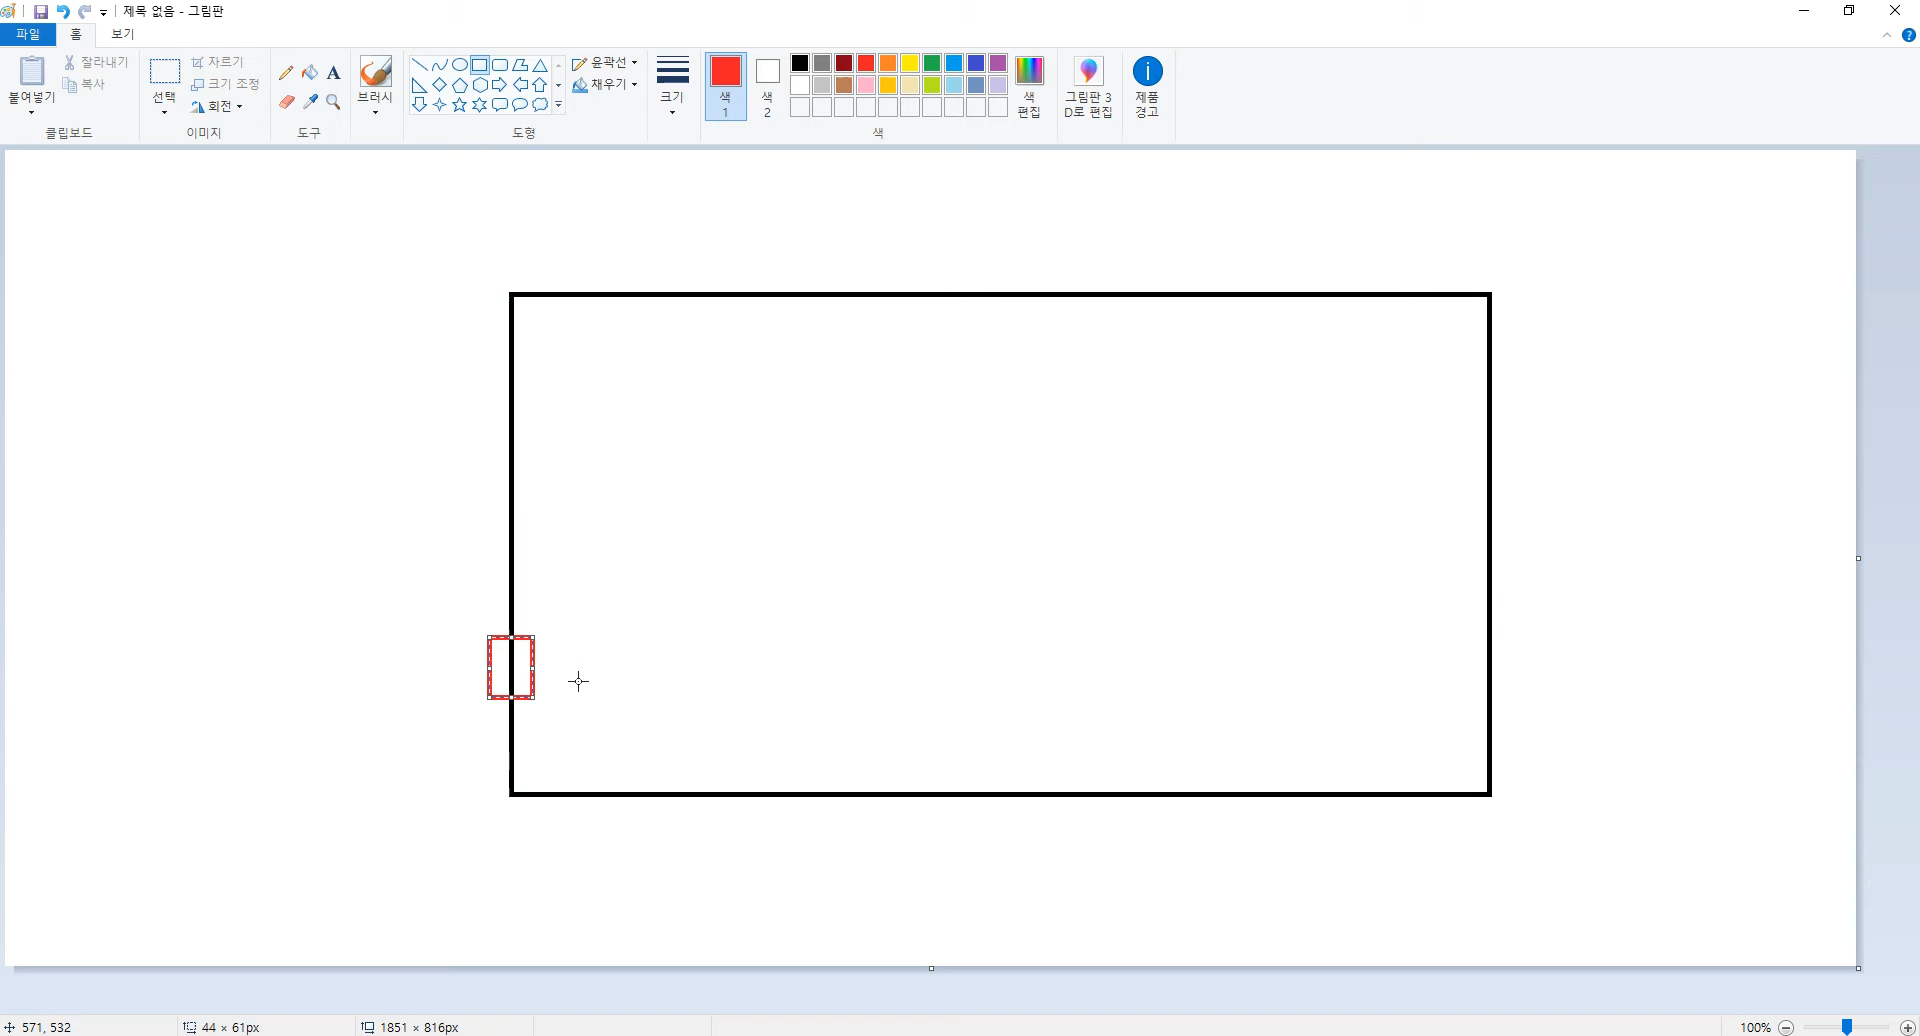 제목 없음 - 그림판
파일 홈 보기
붙여넣기
잘라내기
복사
클립보드
선택
자르기
크기 조정
회전
이미지
A
도구
브러시
도형
윤곽선
채우기
크기
색
1
색
2
색
색
편집
그림판 3
D로 편집
제품
경고
571, 532
44 × 61px
1851 × 816px
100%